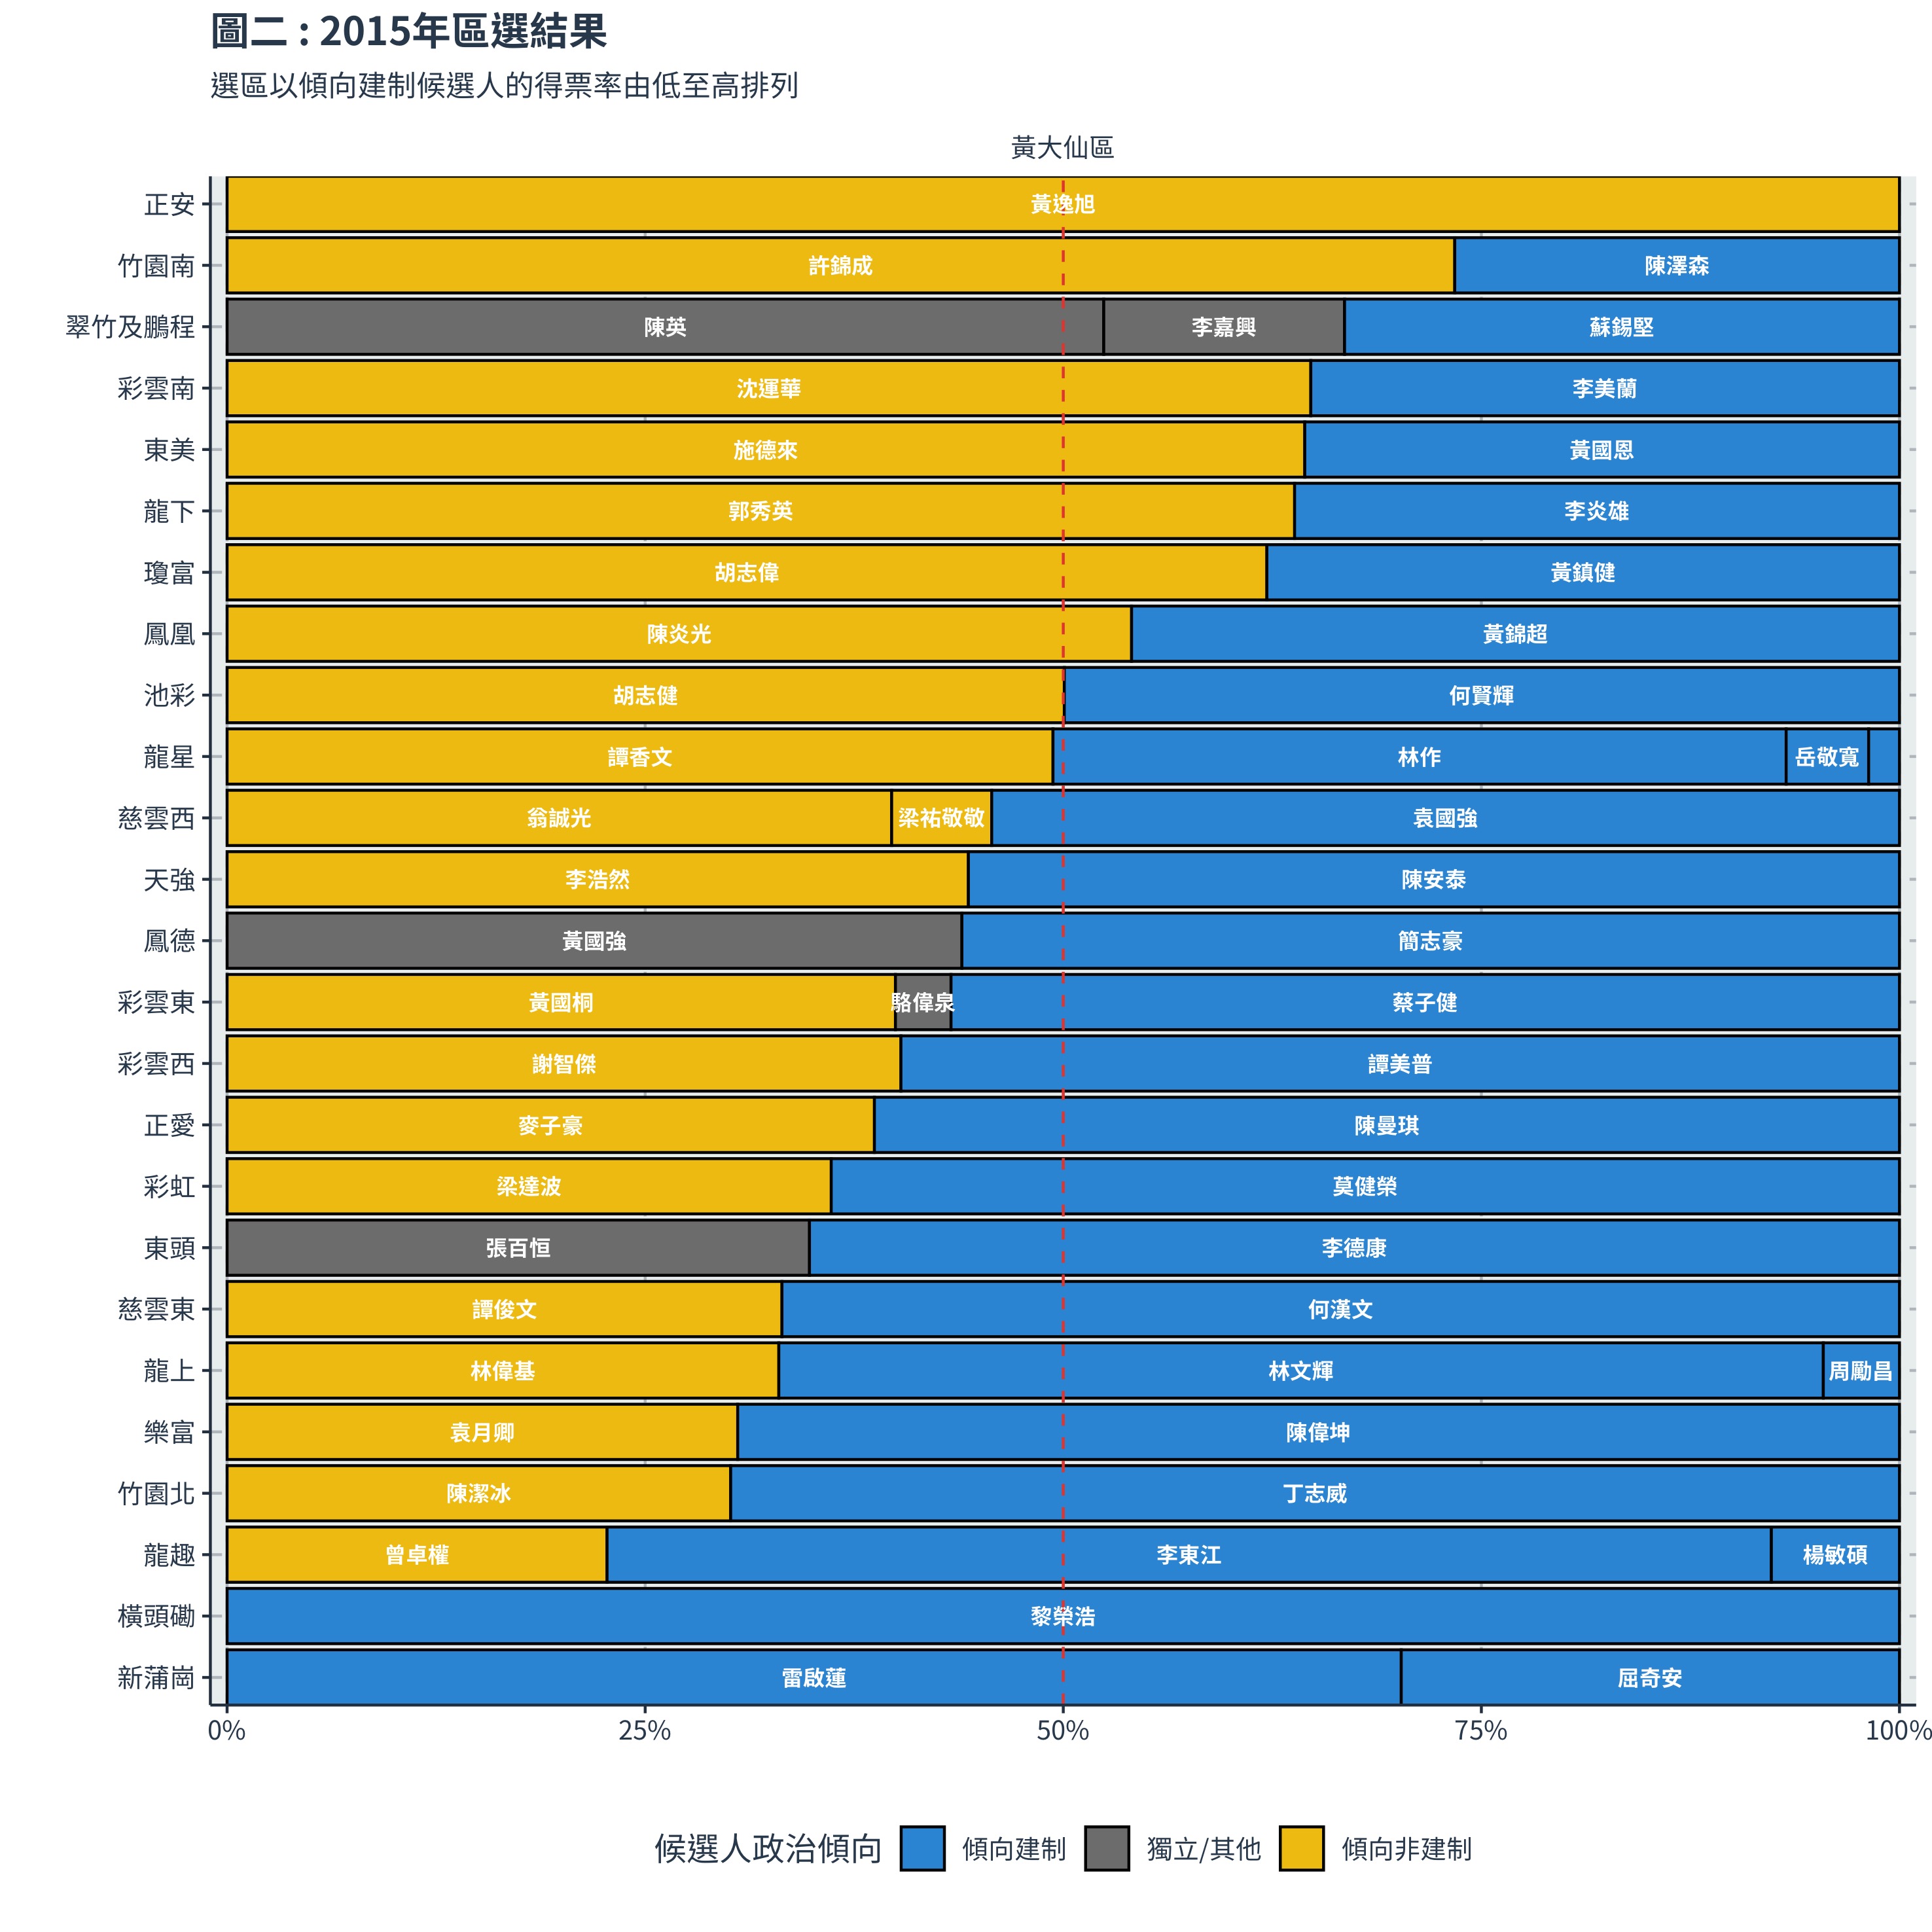 圖二：2015年區選結果
選區以傾向建制候選人的得票率由低至高排列
黃大仙區
正安 黃逸旭
竹園南 許錦成 陳澤森
翠竹及鵬程 陳英 李嘉興 蘇錫堅
彩雲南 沈運華 李美蘭
東美 施德來 黃國恩
龍下 郭秀英 李炎雄
瓊富 胡志偉 黃鎮健
鳳凰 陳炎光 黃錦超
池彩 胡志健 何賢輝
龍星 譚香文 林作 岳敬寬
慈雲西 翁誠光 梁祐敬敬 袁國強
天強 李浩然 陳安泰
鳳德 黃國強 簡志豪
彩雲東 黃國桐 駱偉泉 蔡子健
彩雲西 謝智傑 譚美普
正愛 麥子豪 陳曼琪
彩虹 梁達波 莫健榮
東頭 張百恒 李德康
慈雲東 譚俊文 何漢文
龍上 林偉基 林文輝 周勵昌
樂富 袁月卿 陳偉坤
竹園北 陳潔冰 丁志威
龍趣 曾卓權 李東江 楊敏碩
橫頭磡 黎榮浩
新蒲崗 雷啟蓮 屈奇安
0% 25% 50% 75% 100%
候選人政治傾向 傾向建制 獨立/其他 傾向非建制